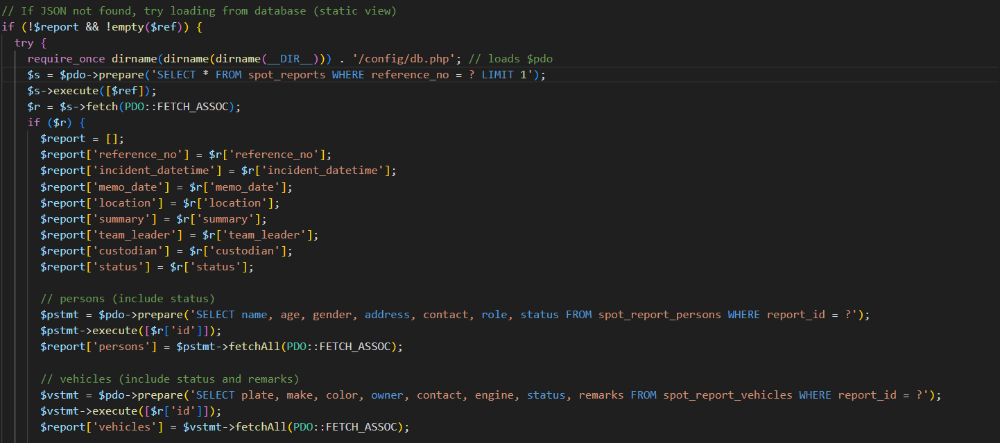 // If JSON not found, try loading from database (static view)
if (!$report && !empty($ref)) {
try {
require_once dirname(dirname(dirname(__DIR__))) . '/config/db.php'; // loads $pdo
$s = $pdo->prepare('SELECT * FROM spot_reports WHERE reference_no = ? LIMIT 1');
$s->execute([$ref]);
$r = $s->fetch(PDO::FETCH_ASSOC);
if ($r) {
$report = [];
$report['reference_no'] = $r['reference_no'];
$report['incident_datetime'] = $r['incident_datetime'];
$report['memo_date'] = $r['memo_date'];
$report['location'] = $r['location'];
$report['summary'] = $r['summary'];
$report['team_leader'] = $r['team_leader'];
$report['custodian'] = $r['custodian'];
$report['status'] = $r['status'];
// persons (include status)
$pstmt = $pdo->prepare('SELECT name, age, gender, address, contact, role, status FROM spot_report_persons WHERE report_id = ?');
$pstmt->execute([$r['id']]);
$report['persons'] = $pstmt->fetchAll(PDO::FETCH_ASSOC);
// vehicles (include status and remarks)
$vstmt = $pdo->prepare('SELECT plate, make, color, owner, contact, engine, status, remarks FROM spot_report_vehicles WHERE report_id = ?');
$vstmt->execute([$r['id']]);
$report['vehicles'] = $vstmt->fetchAll(PDO::FETCH_ASSOC);